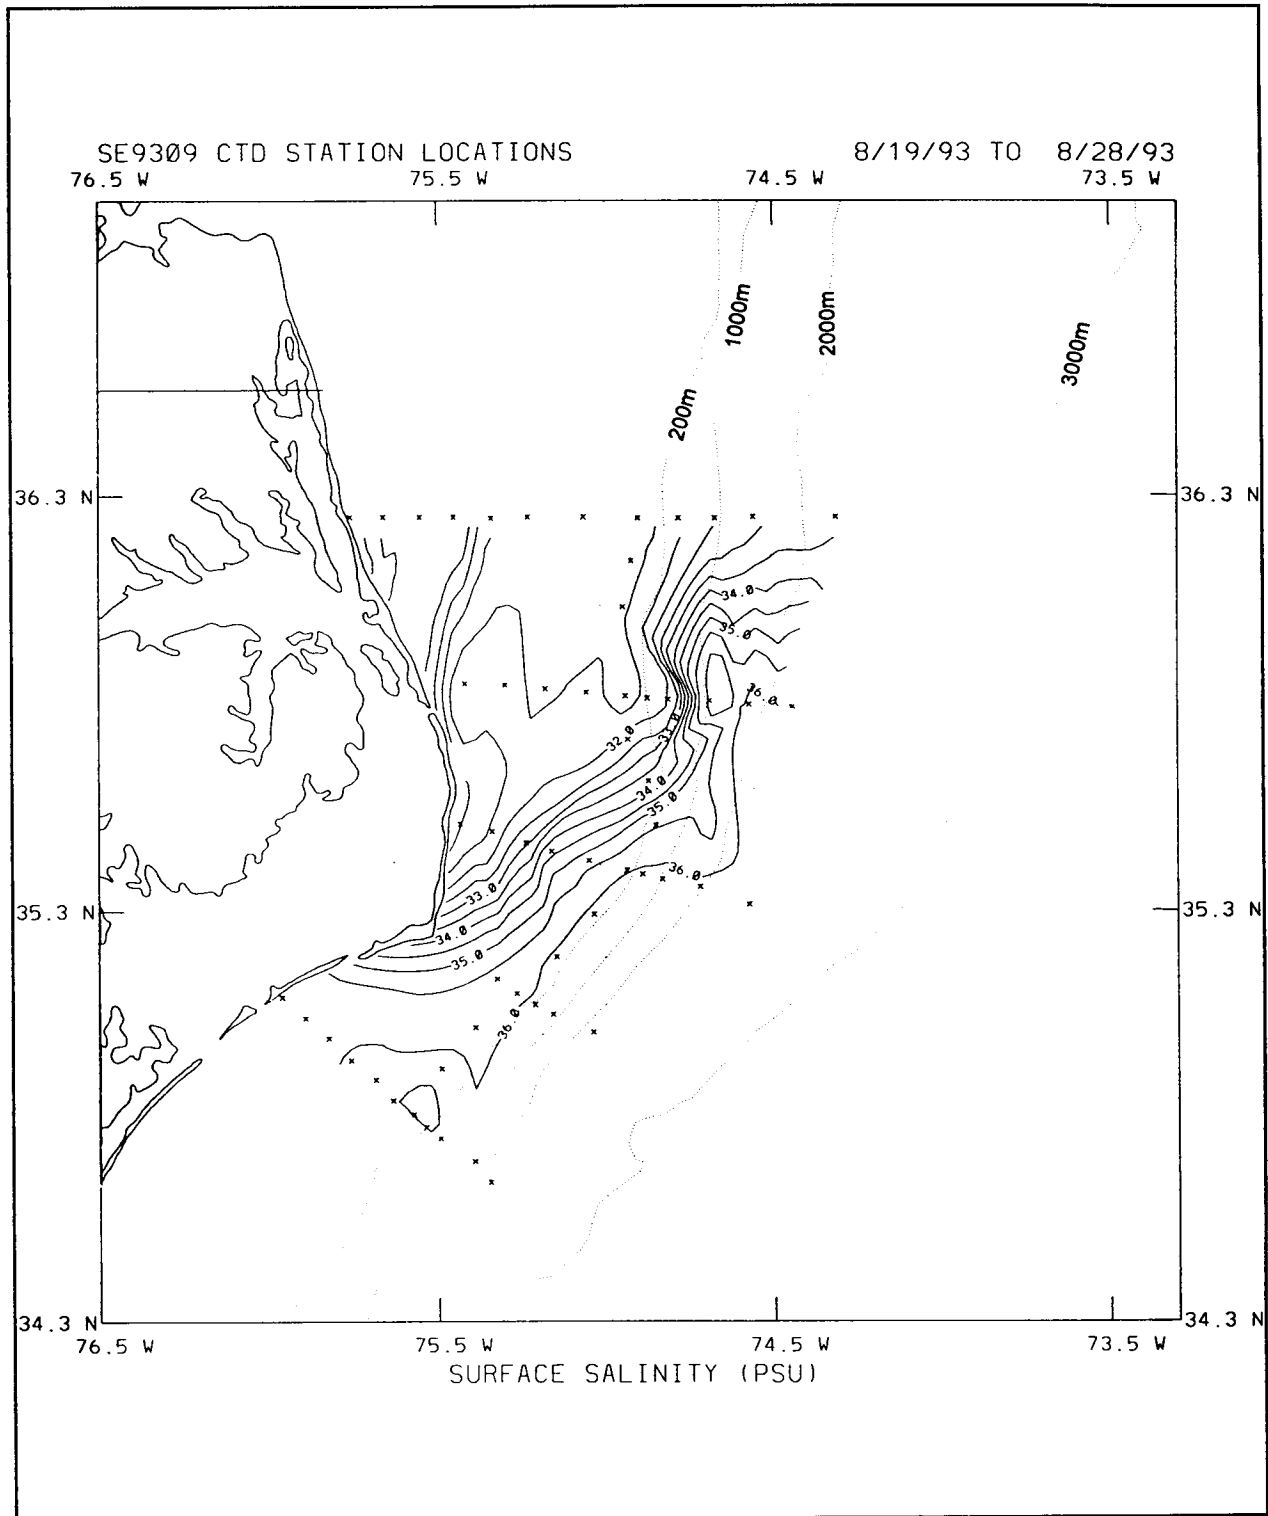 SE9309 CTD STATION LOCATIONS 8/19/93 TO 8/28/93
76.5 W 75.5 W 74.5 W 73.5 W
1000m
2000m
3000m
200m
36.3 N 36.3 N
34.0
35.0
36.0
32.0
33.0
34.0
35.0
36.0
33.0
35.3 N 35.3 N
34.0
35.0
36.0
34.3 N 34.3 N
76.5 W 75.5 W 74.5 W 73.5 W
SURFACE SALINITY (PSU)